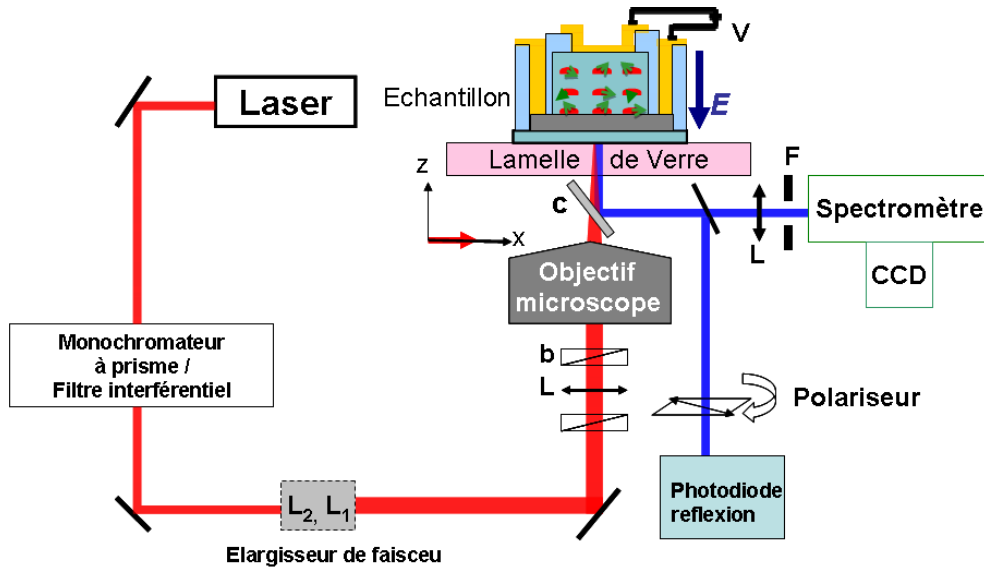 V
Laser
Echantillon
E
Lamelle de Verre
F
z
c
x
Spectromètre
L
CCD
Objectif
microscope
Monochromateur
à prisme /
Filtre interférentiel
b
L
Polariseur
L2, L1
Photodiode
reflexion
Elargisseur de faisceu